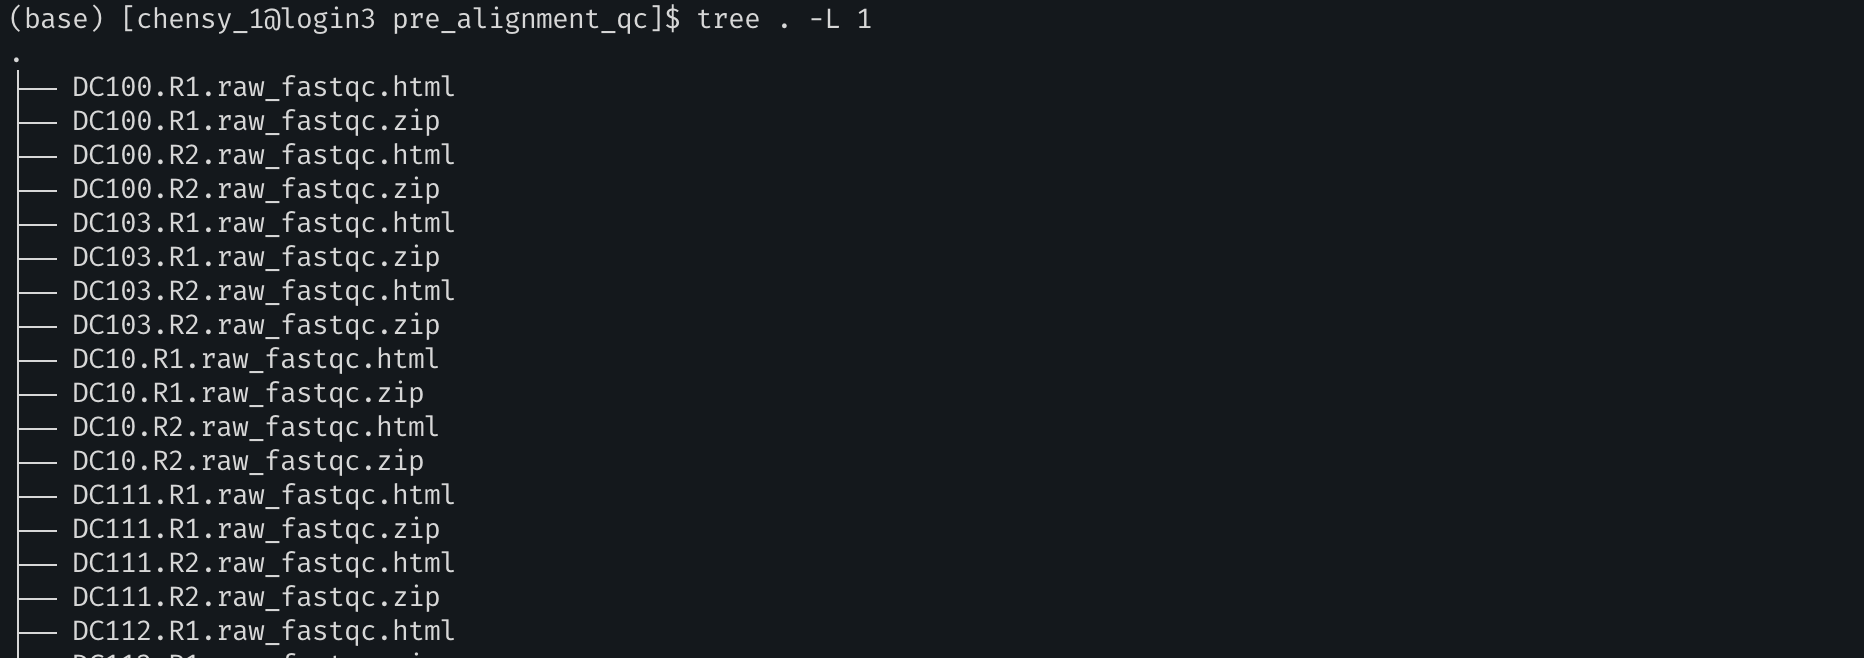 (base) [chensy_1@login3 pre_alignment_qc]$ tree . -L 1
.
├── DC100.R1.raw_fastqc.html
├── DC100.R1.raw_fastqc.zip
├── DC100.R2.raw_fastqc.html
├── DC100.R2.raw_fastqc.zip
├── DC103.R1.raw_fastqc.html
├── DC103.R1.raw_fastqc.zip
├── DC103.R2.raw_fastqc.html
├── DC103.R2.raw_fastqc.zip
├── DC10.R1.raw_fastqc.html
├── DC10.R1.raw_fastqc.zip
├── DC10.R2.raw_fastqc.html
├── DC10.R2.raw_fastqc.zip
├── DC111.R1.raw_fastqc.html
├── DC111.R1.raw_fastqc.zip
├── DC111.R2.raw_fastqc.html
├── DC111.R2.raw_fastqc.zip
├── DC112.R1.raw_fastqc.html